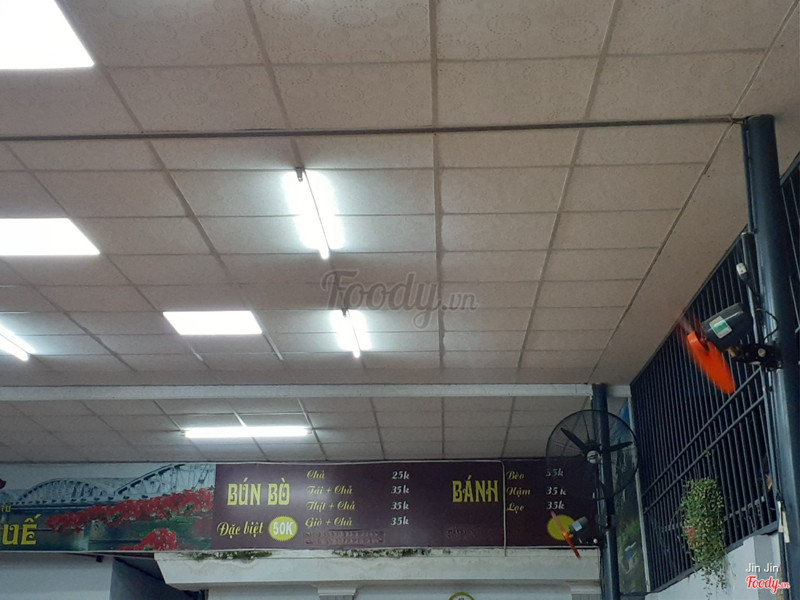 Foody.vn
UẾ
BÚN BÒ
Đặc biệt 50K
Chả 25k
Tái + Chả 35k
Thịt + Chả 35k
Giò + Chả 35k
BÁNH
Bèo 35k
Nậm 35k
Lọc 35k
Jin Jin
Foody.vn